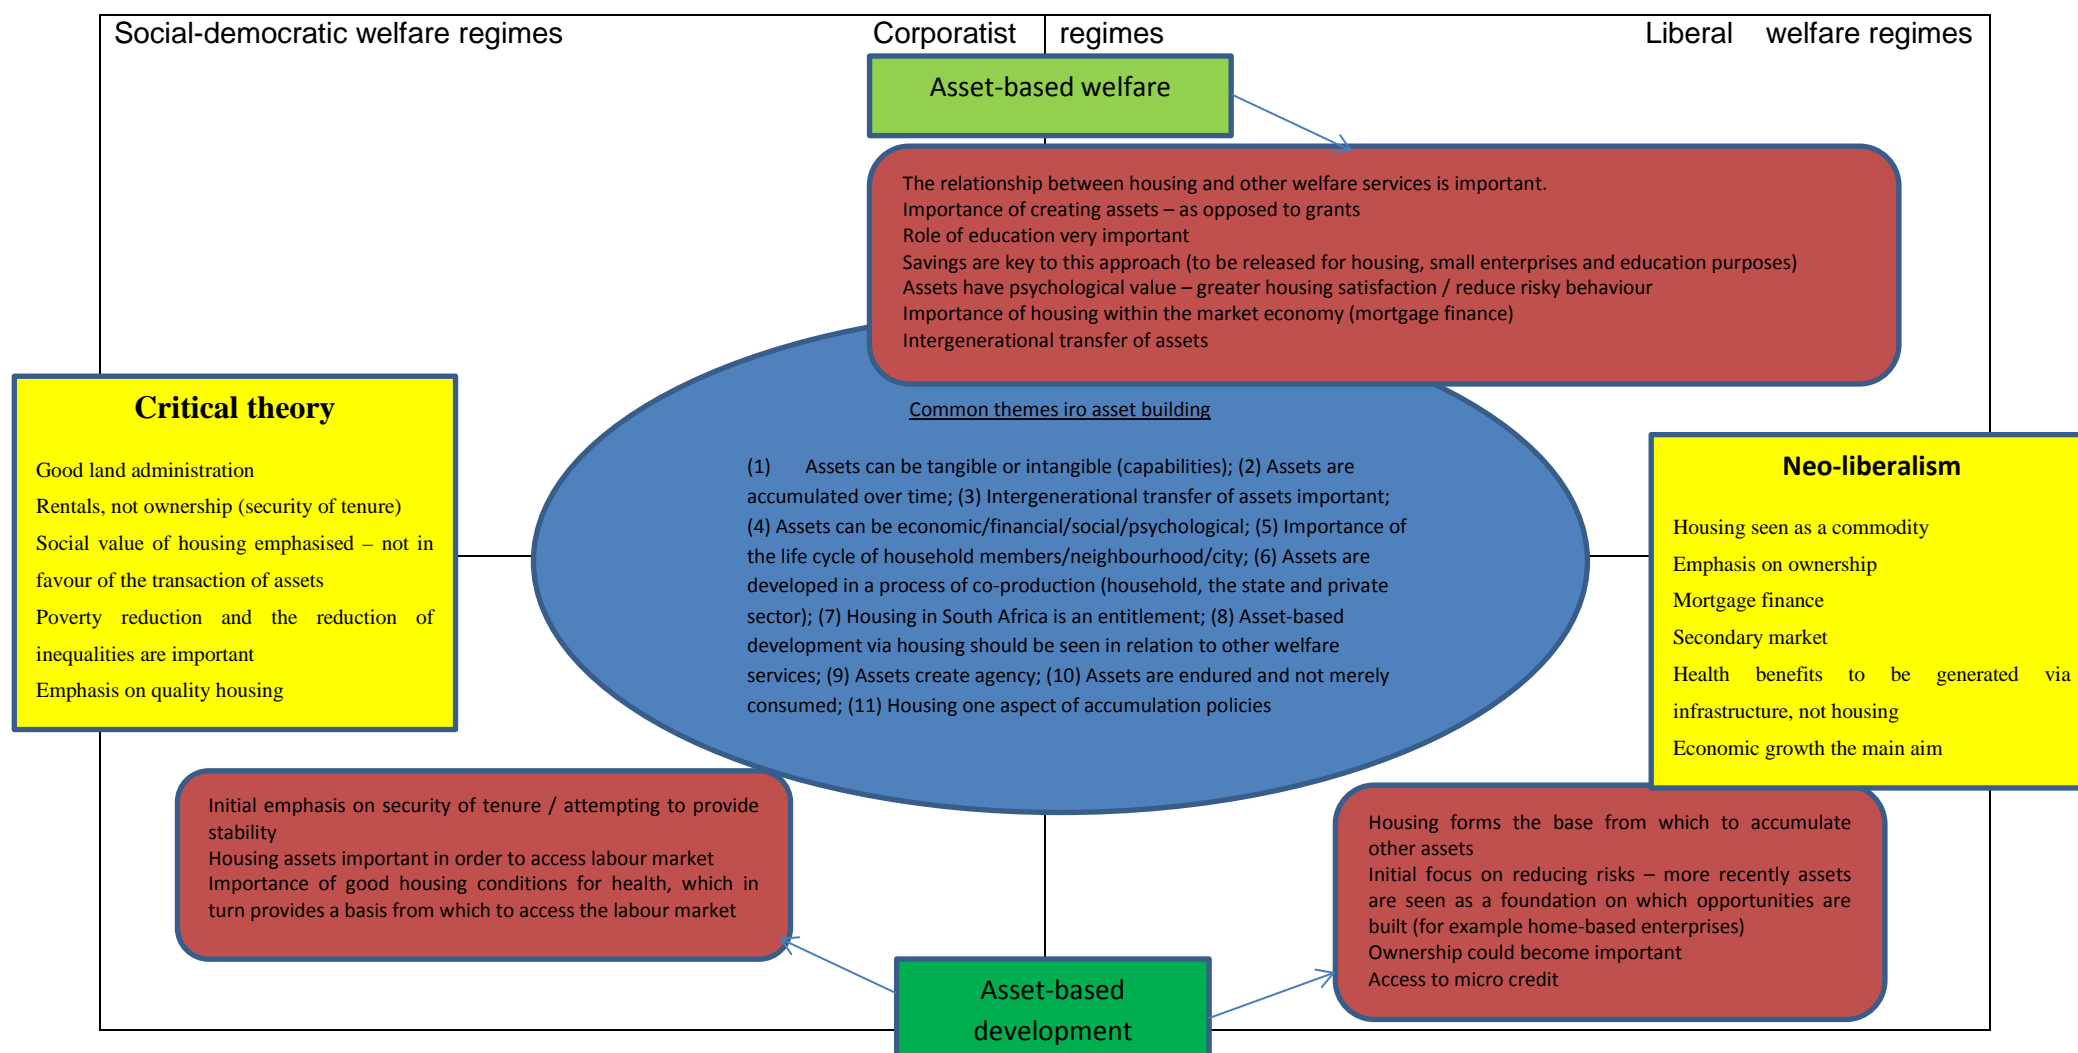 Social-democratic welfare regimes
Corporatist regimes
Liberal welfare regimes
Asset-based welfare
The relationship between housing and other welfare services is important.
Importance of creating assets – as opposed to grants
Role of education very important
Savings are key to this approach (to be released for housing, small enterprises and education purposes)
Assets have psychological value – greater housing satisfaction / reduce risky behaviour
Importance of housing within the market economy (mortgage finance)
Intergenerational transfer of assets
Critical theory
Good land administration
Rentals, not ownership (security of tenure)
Social value of housing emphasised – not in
favour of the transaction of assets
Poverty reduction and the reduction of
inequalities are important
Emphasis on quality housing
Common themes iro asset building
(1) Assets can be tangible or intangible (capabilities); (2) Assets are
accumulated over time; (3) Intergenerational transfer of assets important;
(4) Assets can be economic/financial/social/psychological; (5) Importance of
the life cycle of household members/neighbourhood/city; (6) Assets are
developed in a process of co-production (household, the state and private
sector); (7) Housing in South Africa is an entitlement; (8) Asset-based
development via housing should be seen in relation to other welfare
services; (9) Assets create agency; (10) Assets are endured and not merely
consumed; (11) Housing one aspect of accumulation policies
Neo-liberalism
Housing seen as a commodity
Emphasis on ownership
Mortgage finance
Secondary market
Health benefits to be generated via
infrastructure, not housing
Economic growth the main aim
Initial emphasis on security of tenure / attempting to provide
stability
Housing assets important in order to access labour market
Importance of good housing conditions for health, which in
turn provides a basis from which to access the labour market
Housing forms the base from which to accumulate
other assets
Initial focus on reducing risks – more recently assets
are seen as a foundation on which opportunities are
built (for example home-based enterprises)
Ownership could become important
Access to micro credit
Asset-based
development